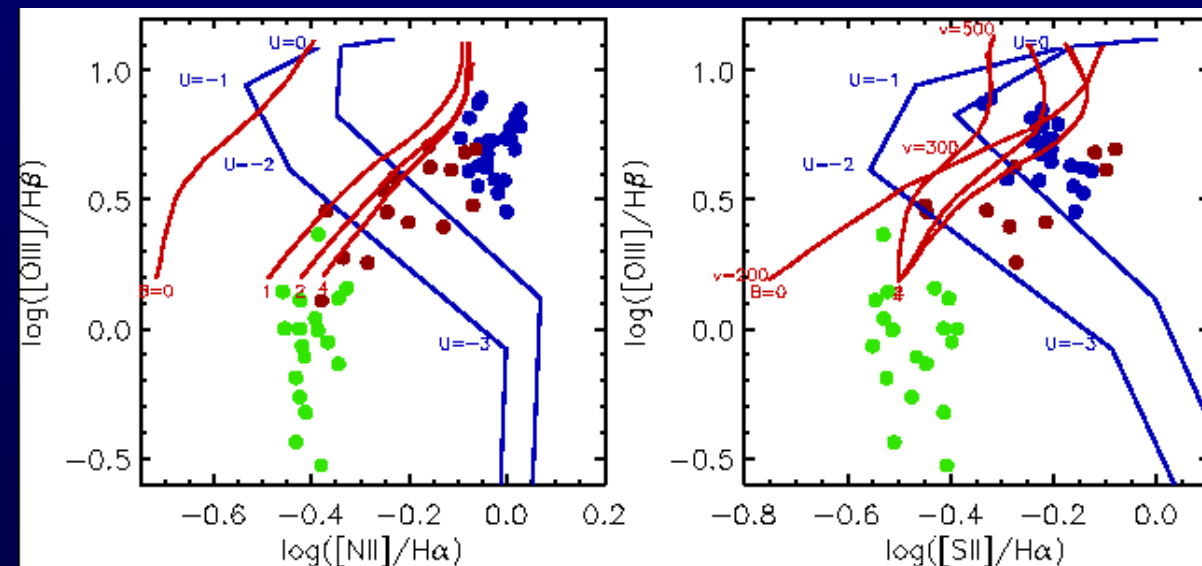 log([OIII]/Hβ)
1.0
0.5
0.0
−0.5
U=0
U=−1
U=−2
U=−3
B=0
1
2
4
−0.6
−0.4
−0.2
0.0
0.2
log([NII]/Hα)
log([OIII]/Hβ)
1.0
0.5
0.0
−0.5
v=500
U=0
U=−1
v=300
U=−2
v=200
B=0
4
U=−3
−0.8
−0.6
−0.4
−0.2
0.0
log([SII]/Hα)